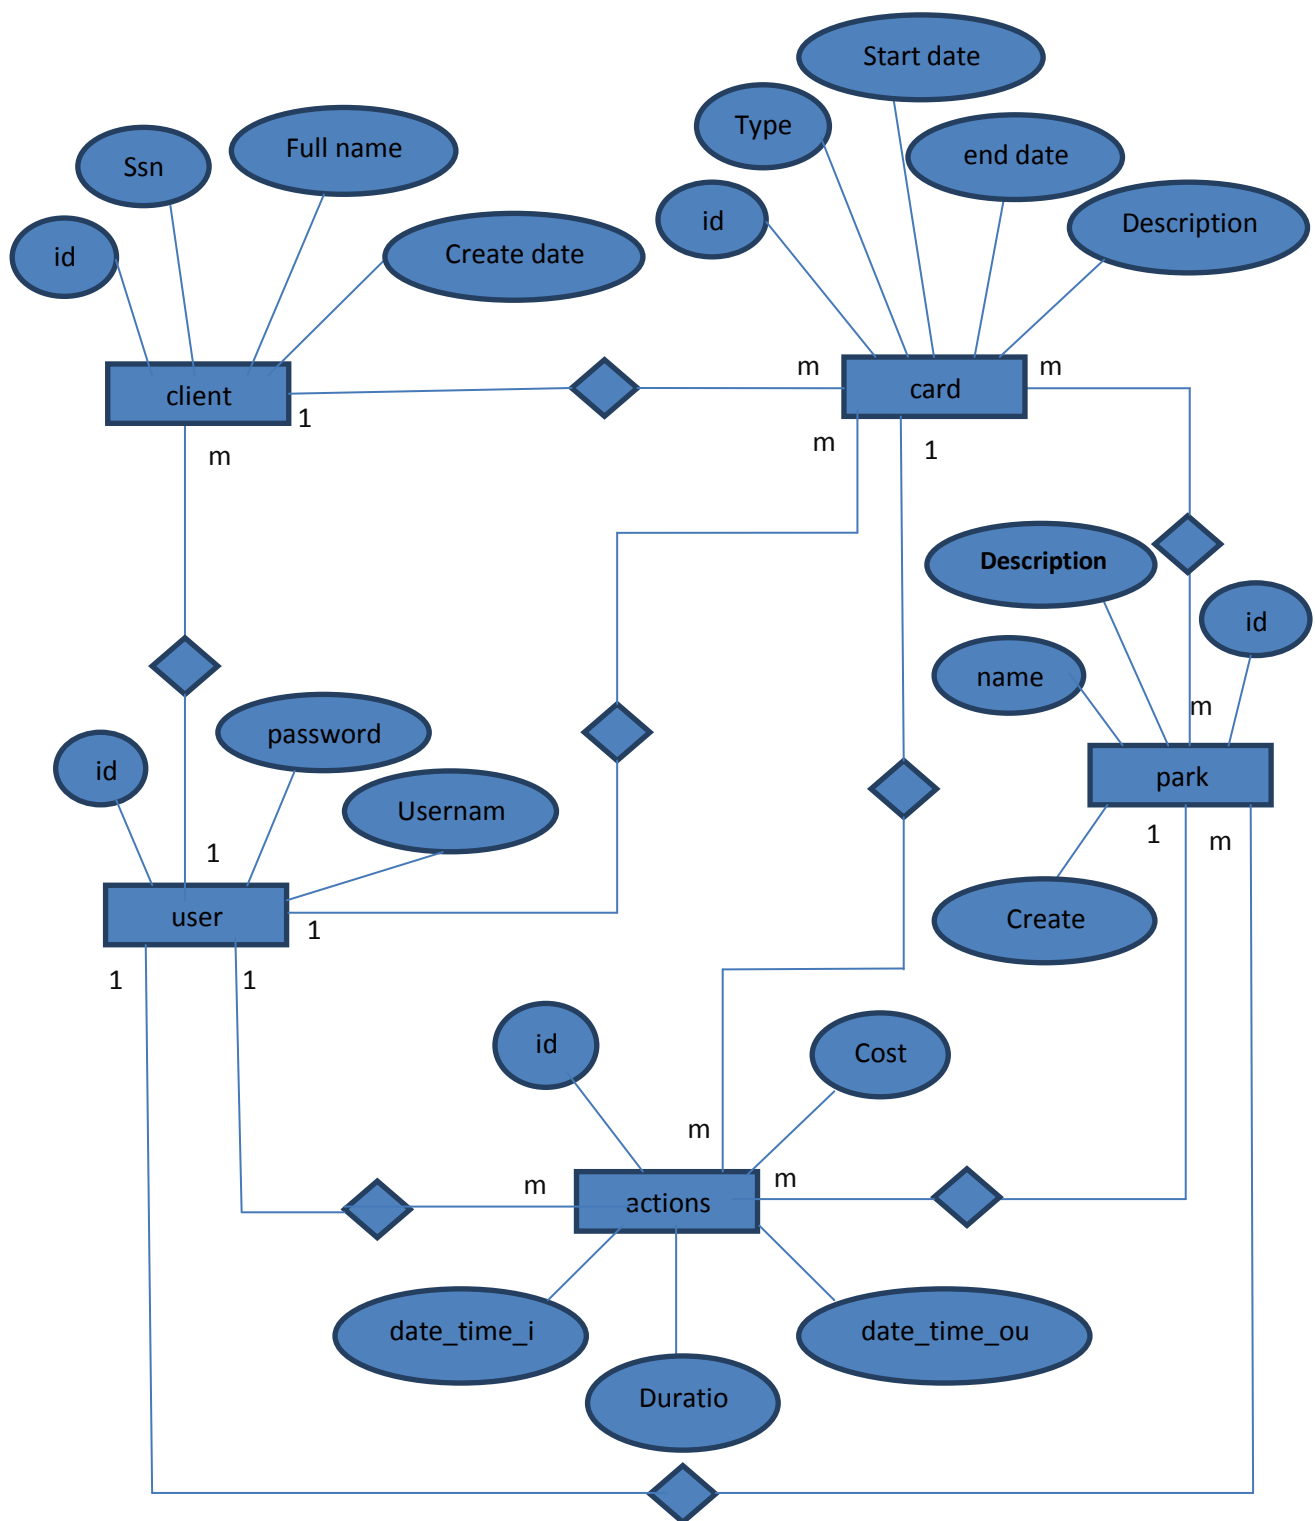 Start date
Type
Full name
end date
Ssn
id
Description
id
Create date
client
card
m
m
1
m
m
1
Description
id
name
m
password
id
park
Usernam
1
m
1
user
Create
1
1
1
id
Cost
m
m
m
actions
date_time_i
date_time_ou
Duratio